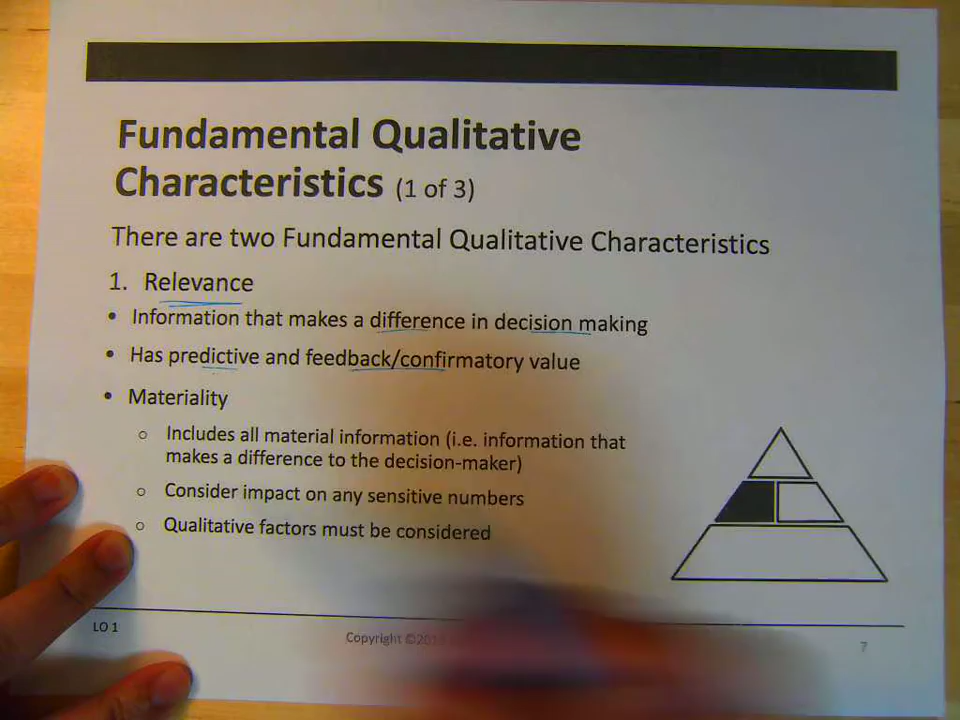 Fundamental Qualitative
Characteristics (1 of 3)
There are two Fundamental Qualitative Characteristics
1. Relevance
• Information that makes a difference in decision making
• Has predictive and feedback/confirmatory value
• Materiality
○ Includes all material information (i.e. information that
makes a difference to the decision-maker)
○ Consider impact on any sensitive numbers
○ Qualitative factors must be considered
LO 1
Copyright
7